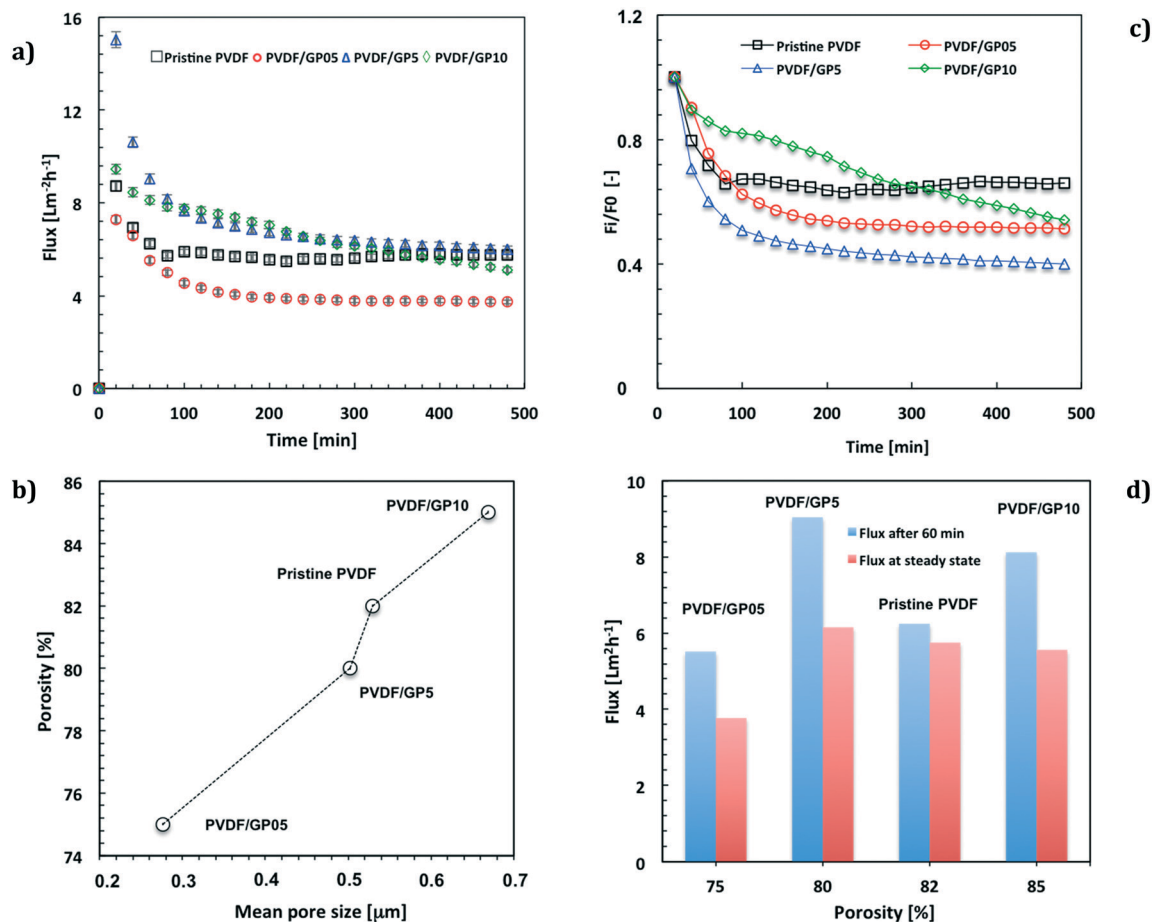 a)
16
12
8
4
0
Flux [Lm-2h-1]
Pristine PVDF PVDF/GP05 PVDF/GP5 PVDF/GP10
0 100 200 300 400 500
Time [min]
c)
1.2
0.8
0.4
0
Fi/F0 [-]
Pristine PVDF PVDF/GP05
PVDF/GP5 PVDF/GP10
0 100 200 300 400 500
Time [min]
b)
86
84
82
80
78
76
74
Porosity [%]
PVDF/GP10
Pristine PVDF
PVDF/GP5
PVDF/GP05
0.2 0.3 0.4 0.5 0.6 0.7
Mean pore size [μm]
d)
10
8
6
4
2
0
Flux [Lm2h-1]
PVDF/GP5
PVDF/GP10
Flux after 60 min
Flux at steady state
PVDF/GP05
Pristine PVDF
75 80 82 85
Porosity [%]